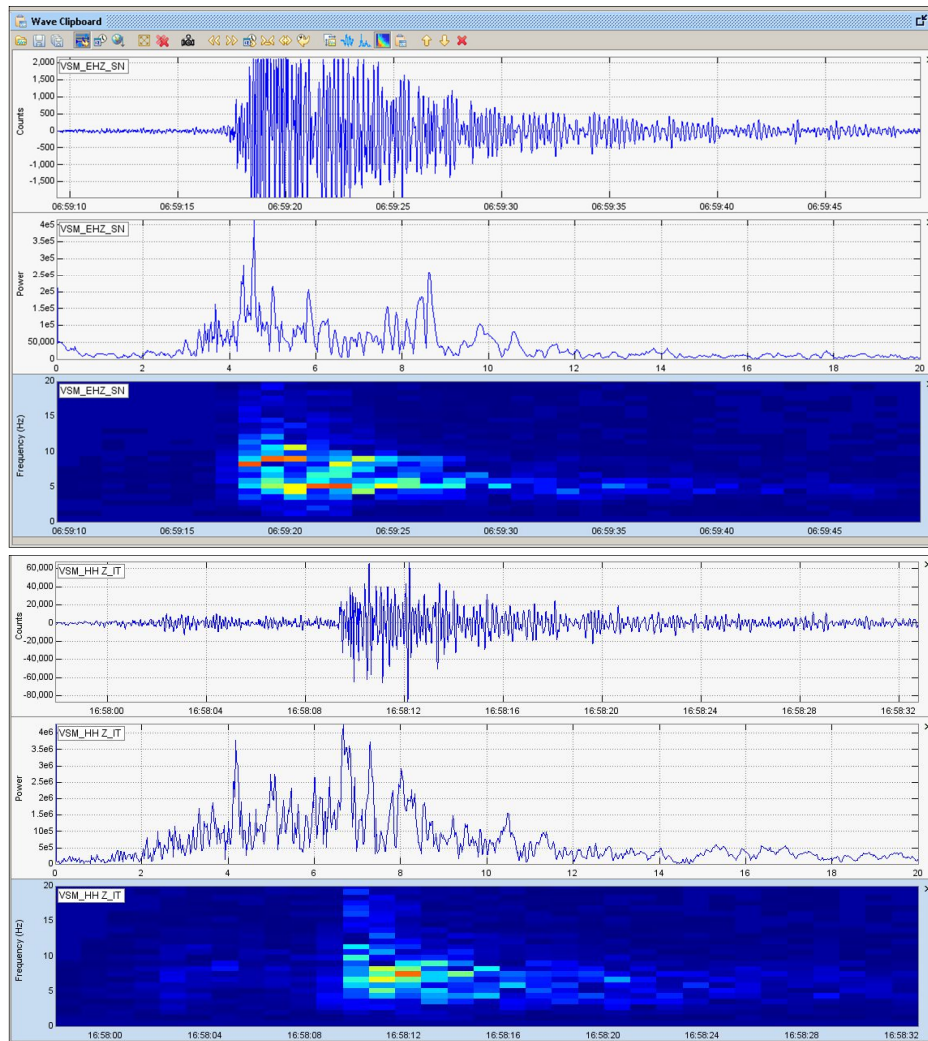 Wave Clipboard
VSM_EHZ_SN
Counts
2,000
1,500
1,000
500
0
-500
-1,000
-1,500
06:59:10 06:59:15 06:59:20 06:59:25 06:59:30 06:59:35 06:59:40 06:59:45
VSM_EHZ_SN
Power
4e5
3.5e5
3e5
2.5e5
2e5
1.5e5
1e5
50,000
0
0 2 4 6 8 10 12 14 16 18 20
VSM_EHZ_SN
Frequency (Hz)
20
15
10
5
0
06:59:10 06:59:15 06:59:20 06:59:25 06:59:30 06:59:35 06:59:40 06:59:45
VSM_HH Z_IT
Counts
60,000
40,000
20,000
0
-20,000
-40,000
-60,000
-80,000
16:58:00 16:58:04 16:58:08 16:58:12 16:58:16 16:58:20 16:58:24 16:58:28 16:58:32
VSM_HH Z_IT
Power
4e6
3.5e6
3e6
2.5e6
2e6
1.5e6
10e5
5e5
0
0 2 4 6 8 10 12 14 16 18 20
VSM_HH Z_IT
Frequency (Hz)
20
15
10
5
0
16:58:00 16:58:04 16:58:08 16:58:12 16:58:16 16:58:20 16:58:24 16:58:28 16:58:32